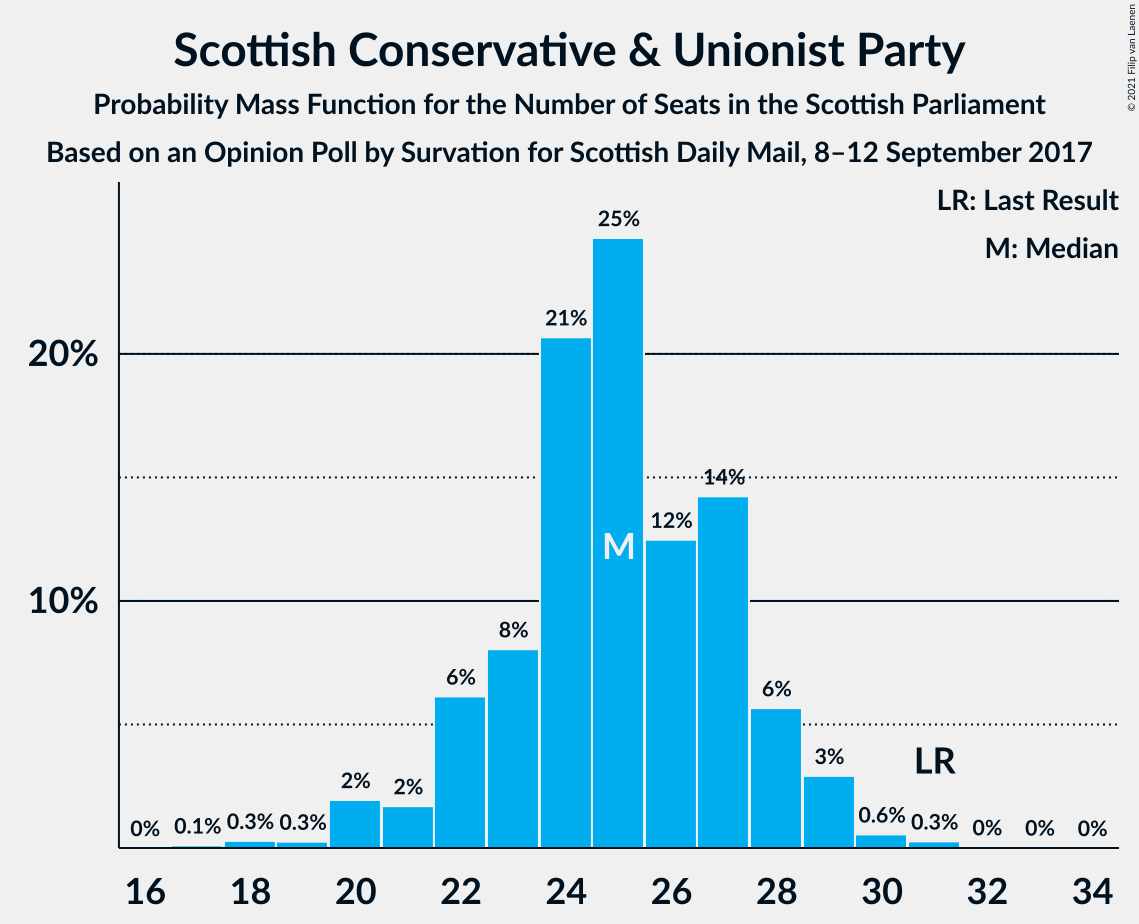 Scottish Conservative & Unionist Party
Probability Mass Function for the Number of Seats in the Scottish Parliament
Based on an Opinion Poll by Survation for Scottish Daily Mail, 8–12 September 2017
© 2021 Filip van Laenen
LR: Last Result
M: Median
25%
21%
20%
14%
12%
M
10%
8%
6%
6%
3%
LR
2%
2%
0%
0.1%
0.3%
0.3%
0.6%
0.3%
0%
0%
0%
16 18 20 22 24 26 28 30 32 34